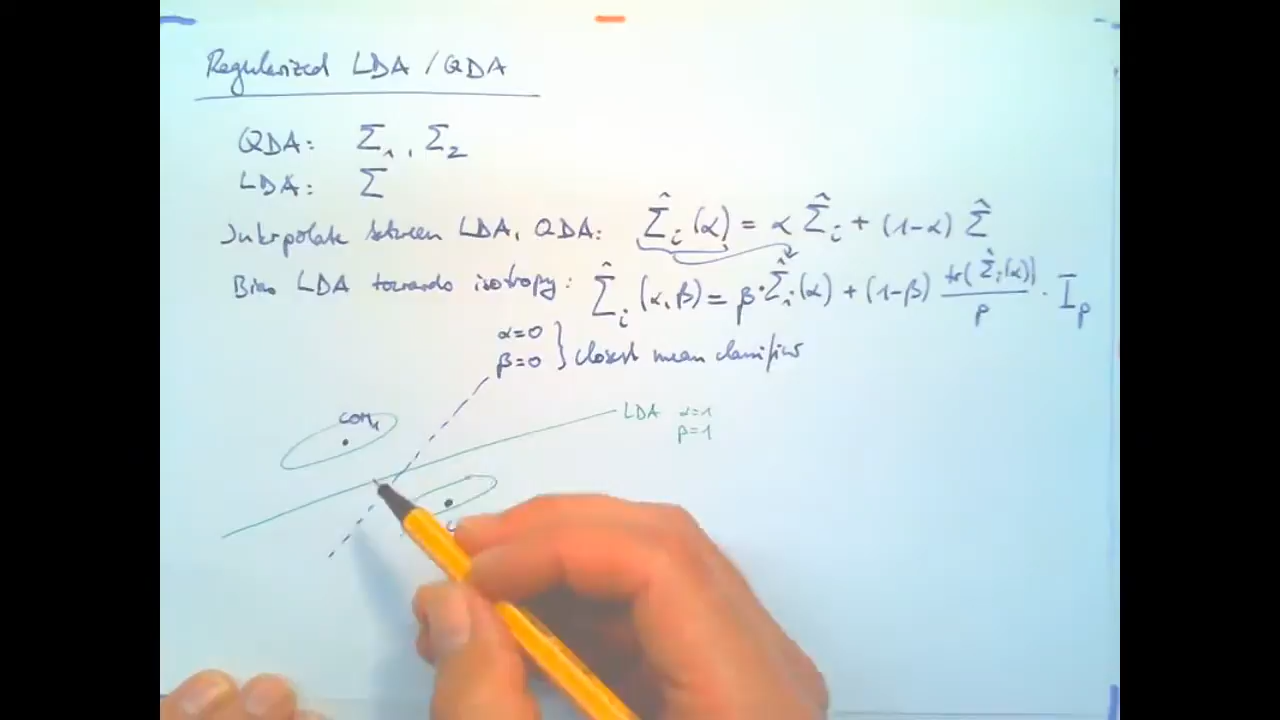 Regularized LDA / QDA
QDA: Σ₁, Σ₂
LDA: Σ
Interpolate between LDA, QDA: Σ̂ᵢ(α) = α Σ̂ᵢ + (1-α) Σ̂
Bias LDA towards isotropy: Σ̂ᵢ(α,β) = β·Σ̂ᵢ(α) + (1-β) tr(Σ̂ᵢ(α))/p · Iₚ
α=0
β=0 } closest mean classifier
LDA α=1
β=1
COM₁